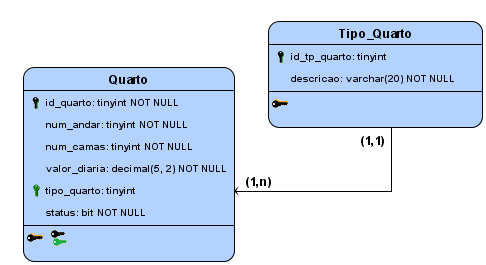 Tipo_Quarto
id_tp_quarto: tinyint
descricao: varchar(20) NOT NULL
(1,1)
Quarto
id_quarto: tinyint NOT NULL
num_andar: tinyint NOT NULL
num_camas: tinyint NOT NULL
valor_diaria: decimal(5, 2) NOT NULL
tipo_quarto: tinyint
status: bit NOT NULL
(1,n)